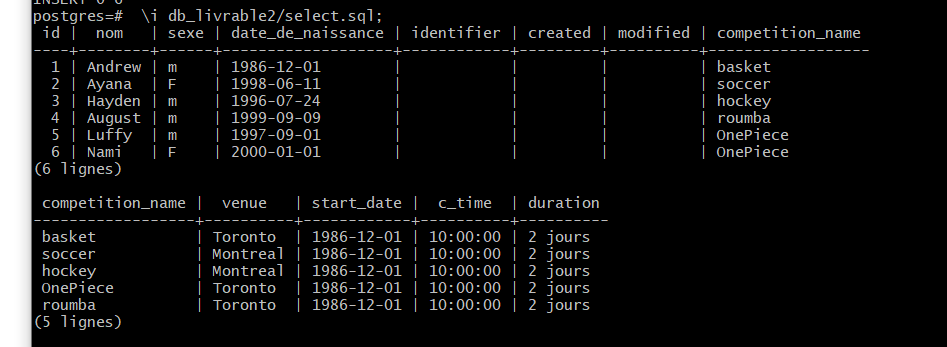 INSERT 0 6
postgres=#  \i db_livrable2/select.sql;
 id |  nom   | sexe | date_de_naissance | identifier | created | modified | competition_name
----+--------+------+-------------------+------------+---------+----------+------------------
  1 | Andrew | m    | 1986-12-01        |            |         |          | basket
  2 | Ayana  | F    | 1998-06-11        |            |         |          | soccer
  3 | Hayden | m    | 1996-07-24        |            |         |          | hockey
  4 | August | m    | 1999-09-09        |            |         |          | roumba
  5 | Luffy  | m    | 1997-09-01        |            |         |          | OnePiece
  6 | Nami   | F    | 2000-01-01        |            |         |          | OnePiece
(6 lignes)
 competition_name |  venue   | start_date |  c_time  | duration
------------------+----------+------------+----------+----------
 basket           | Toronto  | 1986-12-01 | 10:00:00 | 2 jours
 soccer           | Montreal | 1986-12-01 | 10:00:00 | 2 jours
 hockey           | Montreal | 1986-12-01 | 10:00:00 | 2 jours
 OnePiece         | Toronto  | 1986-12-01 | 10:00:00 | 2 jours
 roumba           | Toronto  | 1986-12-01 | 10:00:00 | 2 jours
(5 lignes)